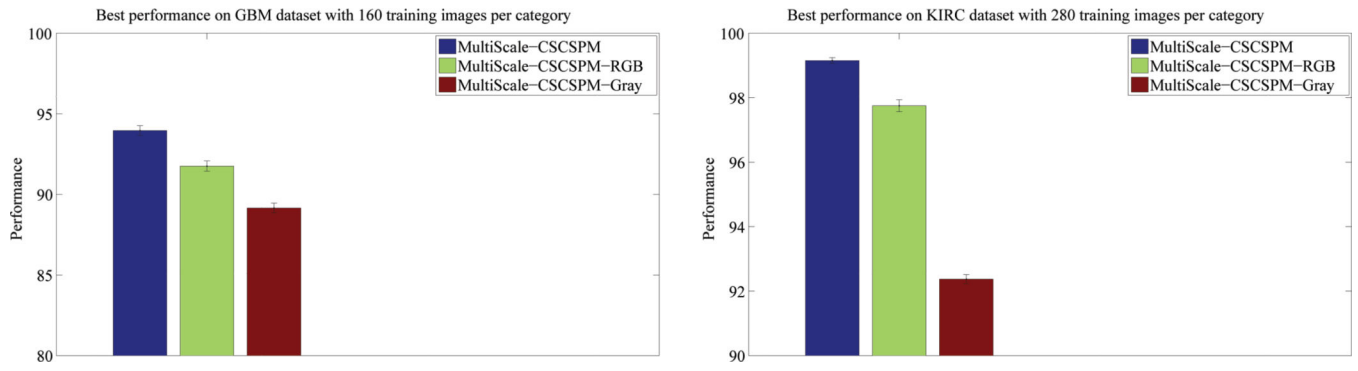 Best performance on GBM dataset with 160 training images per category
100
95
90
85
80
Performance
MultiScale−CSCSPM
MultiScale−CSCSPM−RGB
MultiScale−CSCSPM−Gray
Best performance on KIRC dataset with 280 training images per category
100
98
96
94
92
90
Performance
MultiScale−CSCSPM
MultiScale−CSCSPM−RGB
MultiScale−CSCSPM−Gray